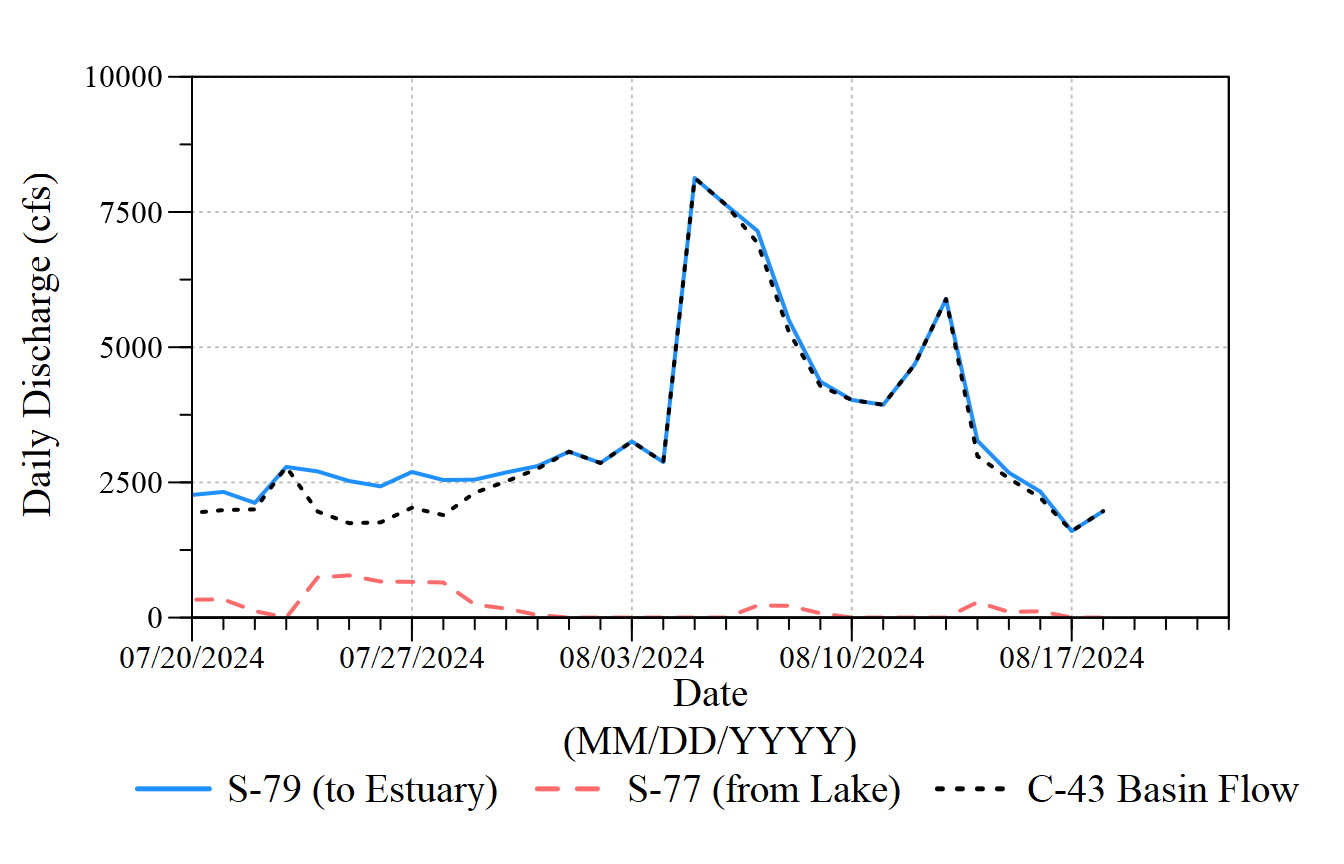 10000
7500
5000
2500
0
Daily Discharge (cfs)
07/20/2024 07/27/2024 08/03/2024 08/10/2024 08/17/2024
Date
(MM/DD/YYYY)
S-79 (to Estuary) S-77 (from Lake) C-43 Basin Flow